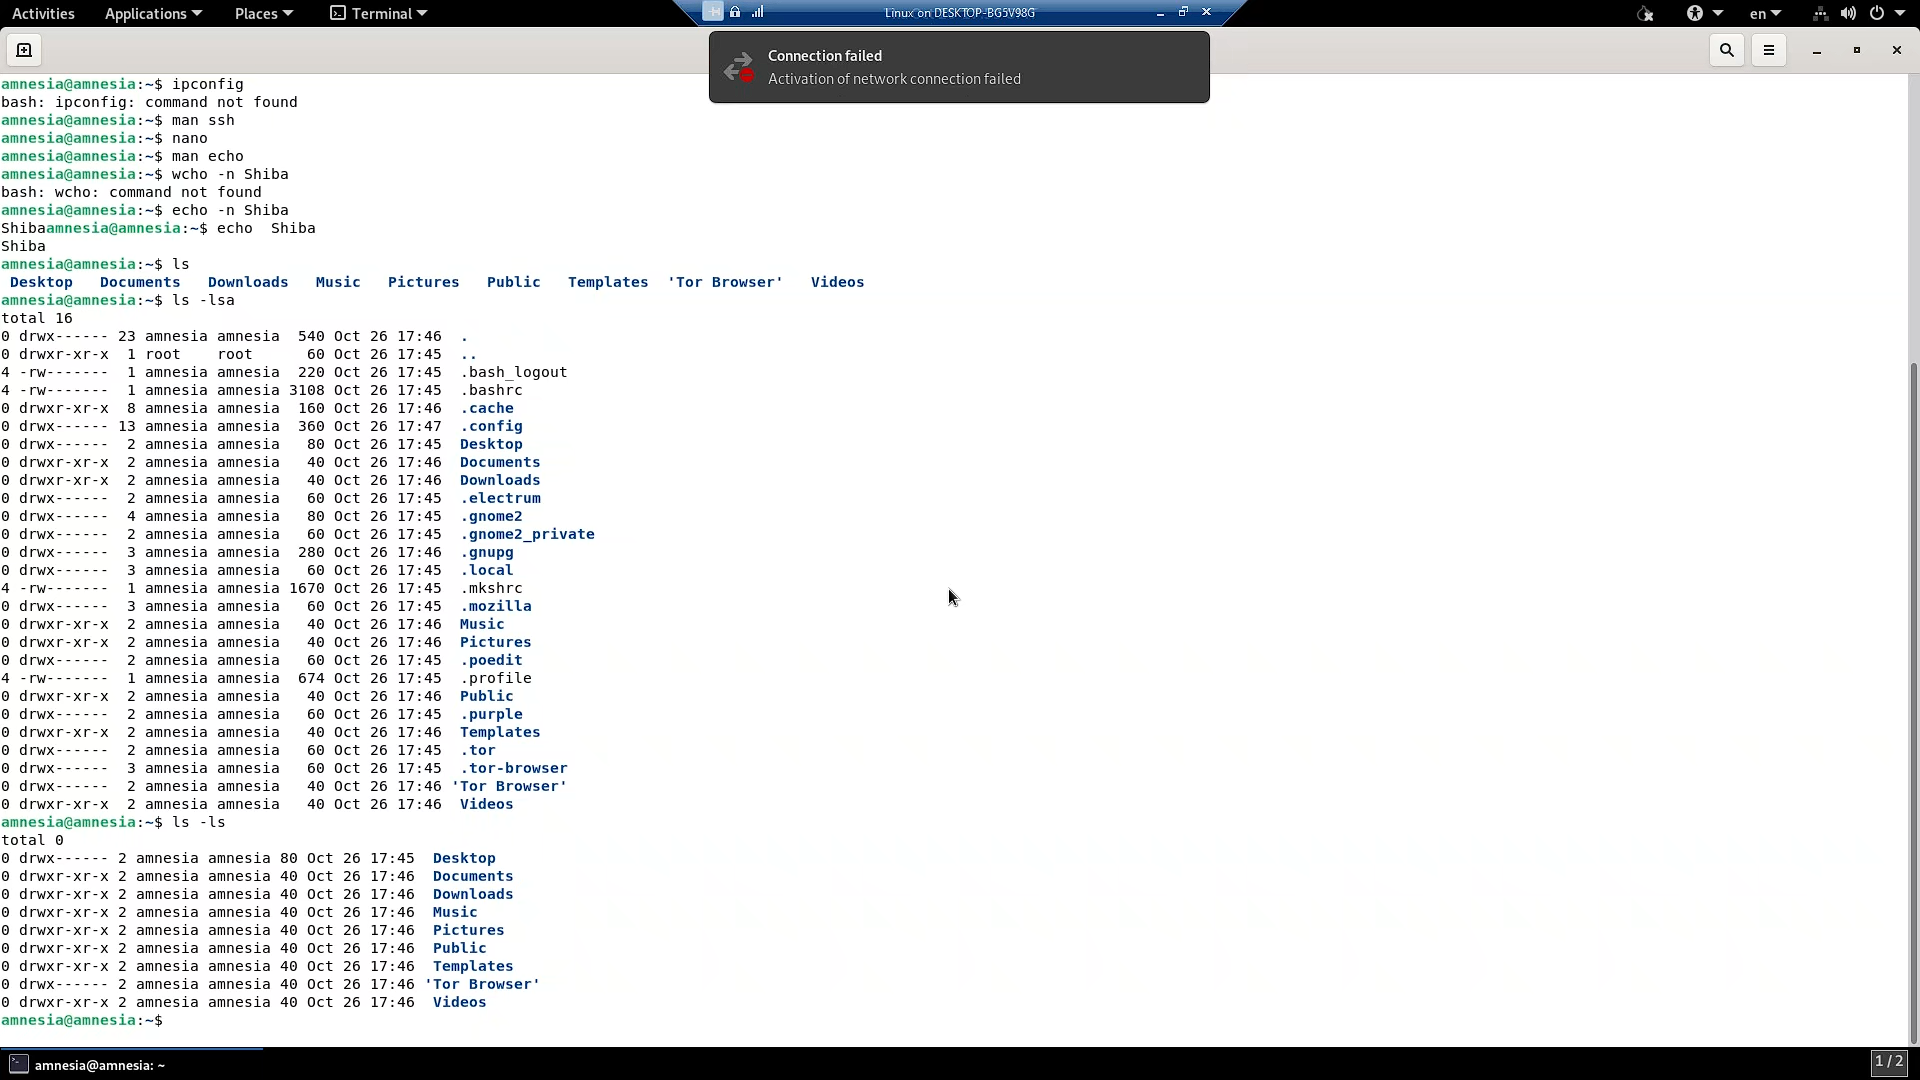 Activities Applications Places Terminal Linux on DESKTOP-BG5V98G en
Connection failed
Activation of network connection failed
amnesia@amnesia:~$ ipconfig
bash: ipconfig: command not found
amnesia@amnesia:~$ man ssh
amnesia@amnesia:~$ nano
amnesia@amnesia:~$ man echo
amnesia@amnesia:~$ wcho -n Shiba
bash: wcho: command not found
amnesia@amnesia:~$ echo -n Shiba
Shibaamnesia@amnesia:~$ echo  Shiba
Shiba
amnesia@amnesia:~$ ls
 Desktop   Documents   Downloads   Music   Pictures   Public   Templates  'Tor Browser'   Videos
amnesia@amnesia:~$ ls -lsa
total 16
0 drwx------ 23 amnesia amnesia  540 Oct 26 17:46  .
0 drwxr-xr-x  1 root    root      60 Oct 26 17:45  ..
4 -rw-------  1 amnesia amnesia  220 Oct 26 17:45  .bash_logout
4 -rw-------  1 amnesia amnesia 3108 Oct 26 17:45  .bashrc
0 drwxr-xr-x  8 amnesia amnesia  160 Oct 26 17:46  .cache
0 drwx------ 13 amnesia amnesia  360 Oct 26 17:47  .config
0 drwx------  2 amnesia amnesia   80 Oct 26 17:45  Desktop
0 drwxr-xr-x  2 amnesia amnesia   40 Oct 26 17:46  Documents
0 drwxr-xr-x  2 amnesia amnesia   40 Oct 26 17:46  Downloads
0 drwx------  2 amnesia amnesia   60 Oct 26 17:45  .electrum
0 drwx------  4 amnesia amnesia   80 Oct 26 17:45  .gnome2
0 drwx------  2 amnesia amnesia   60 Oct 26 17:45  .gnome2_private
0 drwx------  3 amnesia amnesia  280 Oct 26 17:46  .gnupg
0 drwx------  3 amnesia amnesia   60 Oct 26 17:45  .local
4 -rw-------  1 amnesia amnesia 1670 Oct 26 17:45  .mkshrc
0 drwx------  3 amnesia amnesia   60 Oct 26 17:45  .mozilla
0 drwxr-xr-x  2 amnesia amnesia   40 Oct 26 17:46  Music
0 drwxr-xr-x  2 amnesia amnesia   40 Oct 26 17:46  Pictures
0 drwx------  2 amnesia amnesia   60 Oct 26 17:45  .poedit
4 -rw-------  1 amnesia amnesia  674 Oct 26 17:45  .profile
0 drwxr-xr-x  2 amnesia amnesia   40 Oct 26 17:46  Public
0 drwx------  2 amnesia amnesia   60 Oct 26 17:45  .purple
0 drwxr-xr-x  2 amnesia amnesia   40 Oct 26 17:46  Templates
0 drwx------  2 amnesia amnesia   60 Oct 26 17:45  .tor
0 drwx------  3 amnesia amnesia   60 Oct 26 17:45  .tor-browser
0 drwx------  2 amnesia amnesia   40 Oct 26 17:46 'Tor Browser'
0 drwxr-xr-x  2 amnesia amnesia   40 Oct 26 17:46  Videos
amnesia@amnesia:~$ ls -ls
total 0
0 drwx------ 2 amnesia amnesia 80 Oct 26 17:45  Desktop
0 drwxr-xr-x 2 amnesia amnesia 40 Oct 26 17:46  Documents
0 drwxr-xr-x 2 amnesia amnesia 40 Oct 26 17:46  Downloads
0 drwxr-xr-x 2 amnesia amnesia 40 Oct 26 17:46  Music
0 drwxr-xr-x 2 amnesia amnesia 40 Oct 26 17:46  Pictures
0 drwxr-xr-x 2 amnesia amnesia 40 Oct 26 17:46  Public
0 drwxr-xr-x 2 amnesia amnesia 40 Oct 26 17:46  Templates
0 drwx------ 2 amnesia amnesia 40 Oct 26 17:46 'Tor Browser'
0 drwxr-xr-x 2 amnesia amnesia 40 Oct 26 17:46  Videos
amnesia@amnesia:~$
amnesia@amnesia: ~ 1 / 2